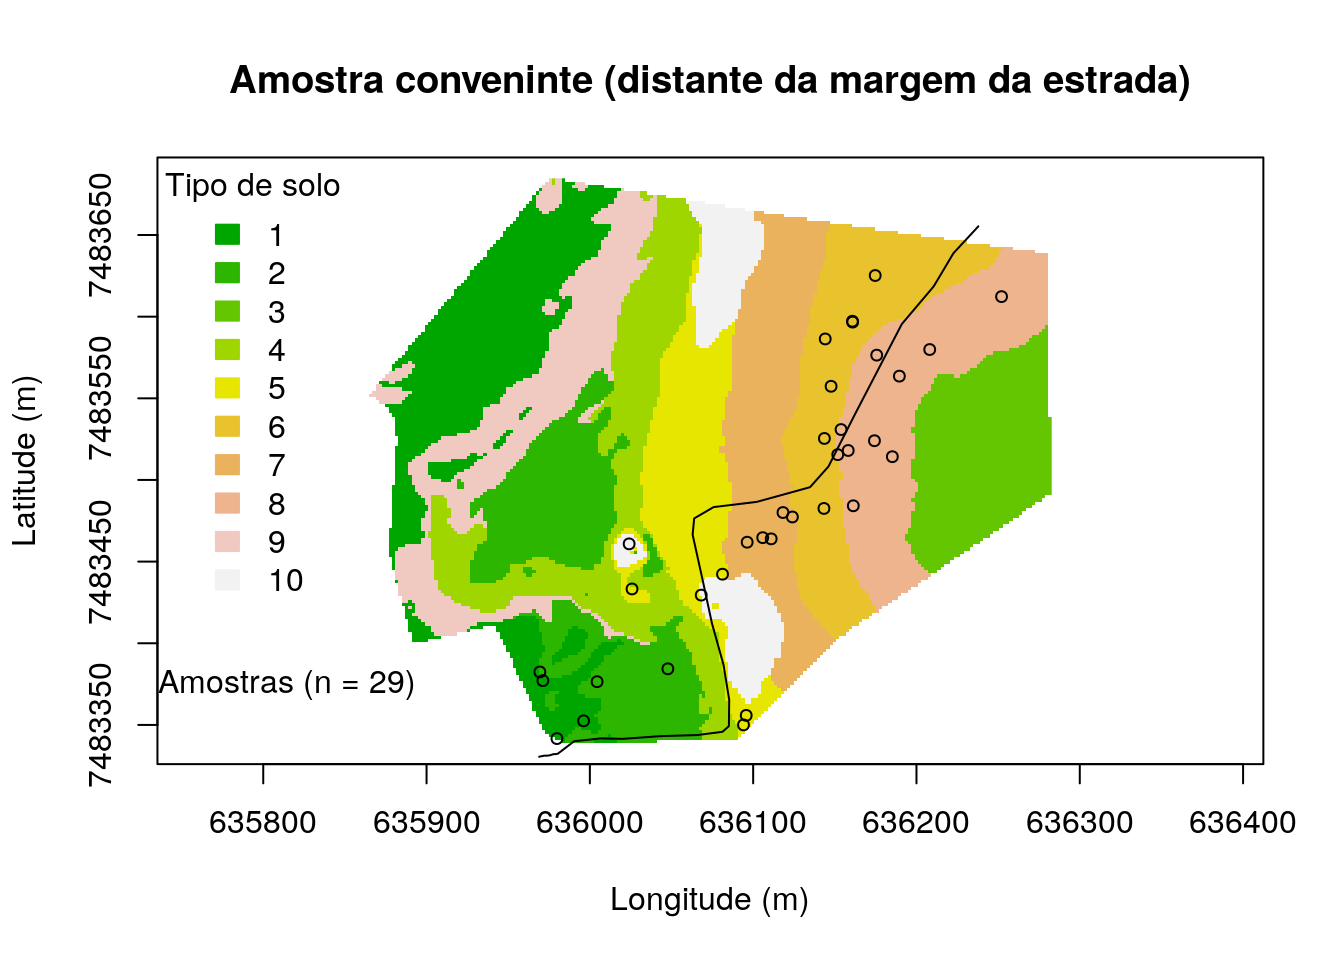 Amostra conveninte (distante da margem da estrada)
Tipo de solo
1
2
3
4
5
6
7
8
9
10
Amostras (n = 29)
Latitude (m)
7483650
7483550
7483450
7483350
635800 635900 636000 636100 636200 636300 636400
Longitude (m)